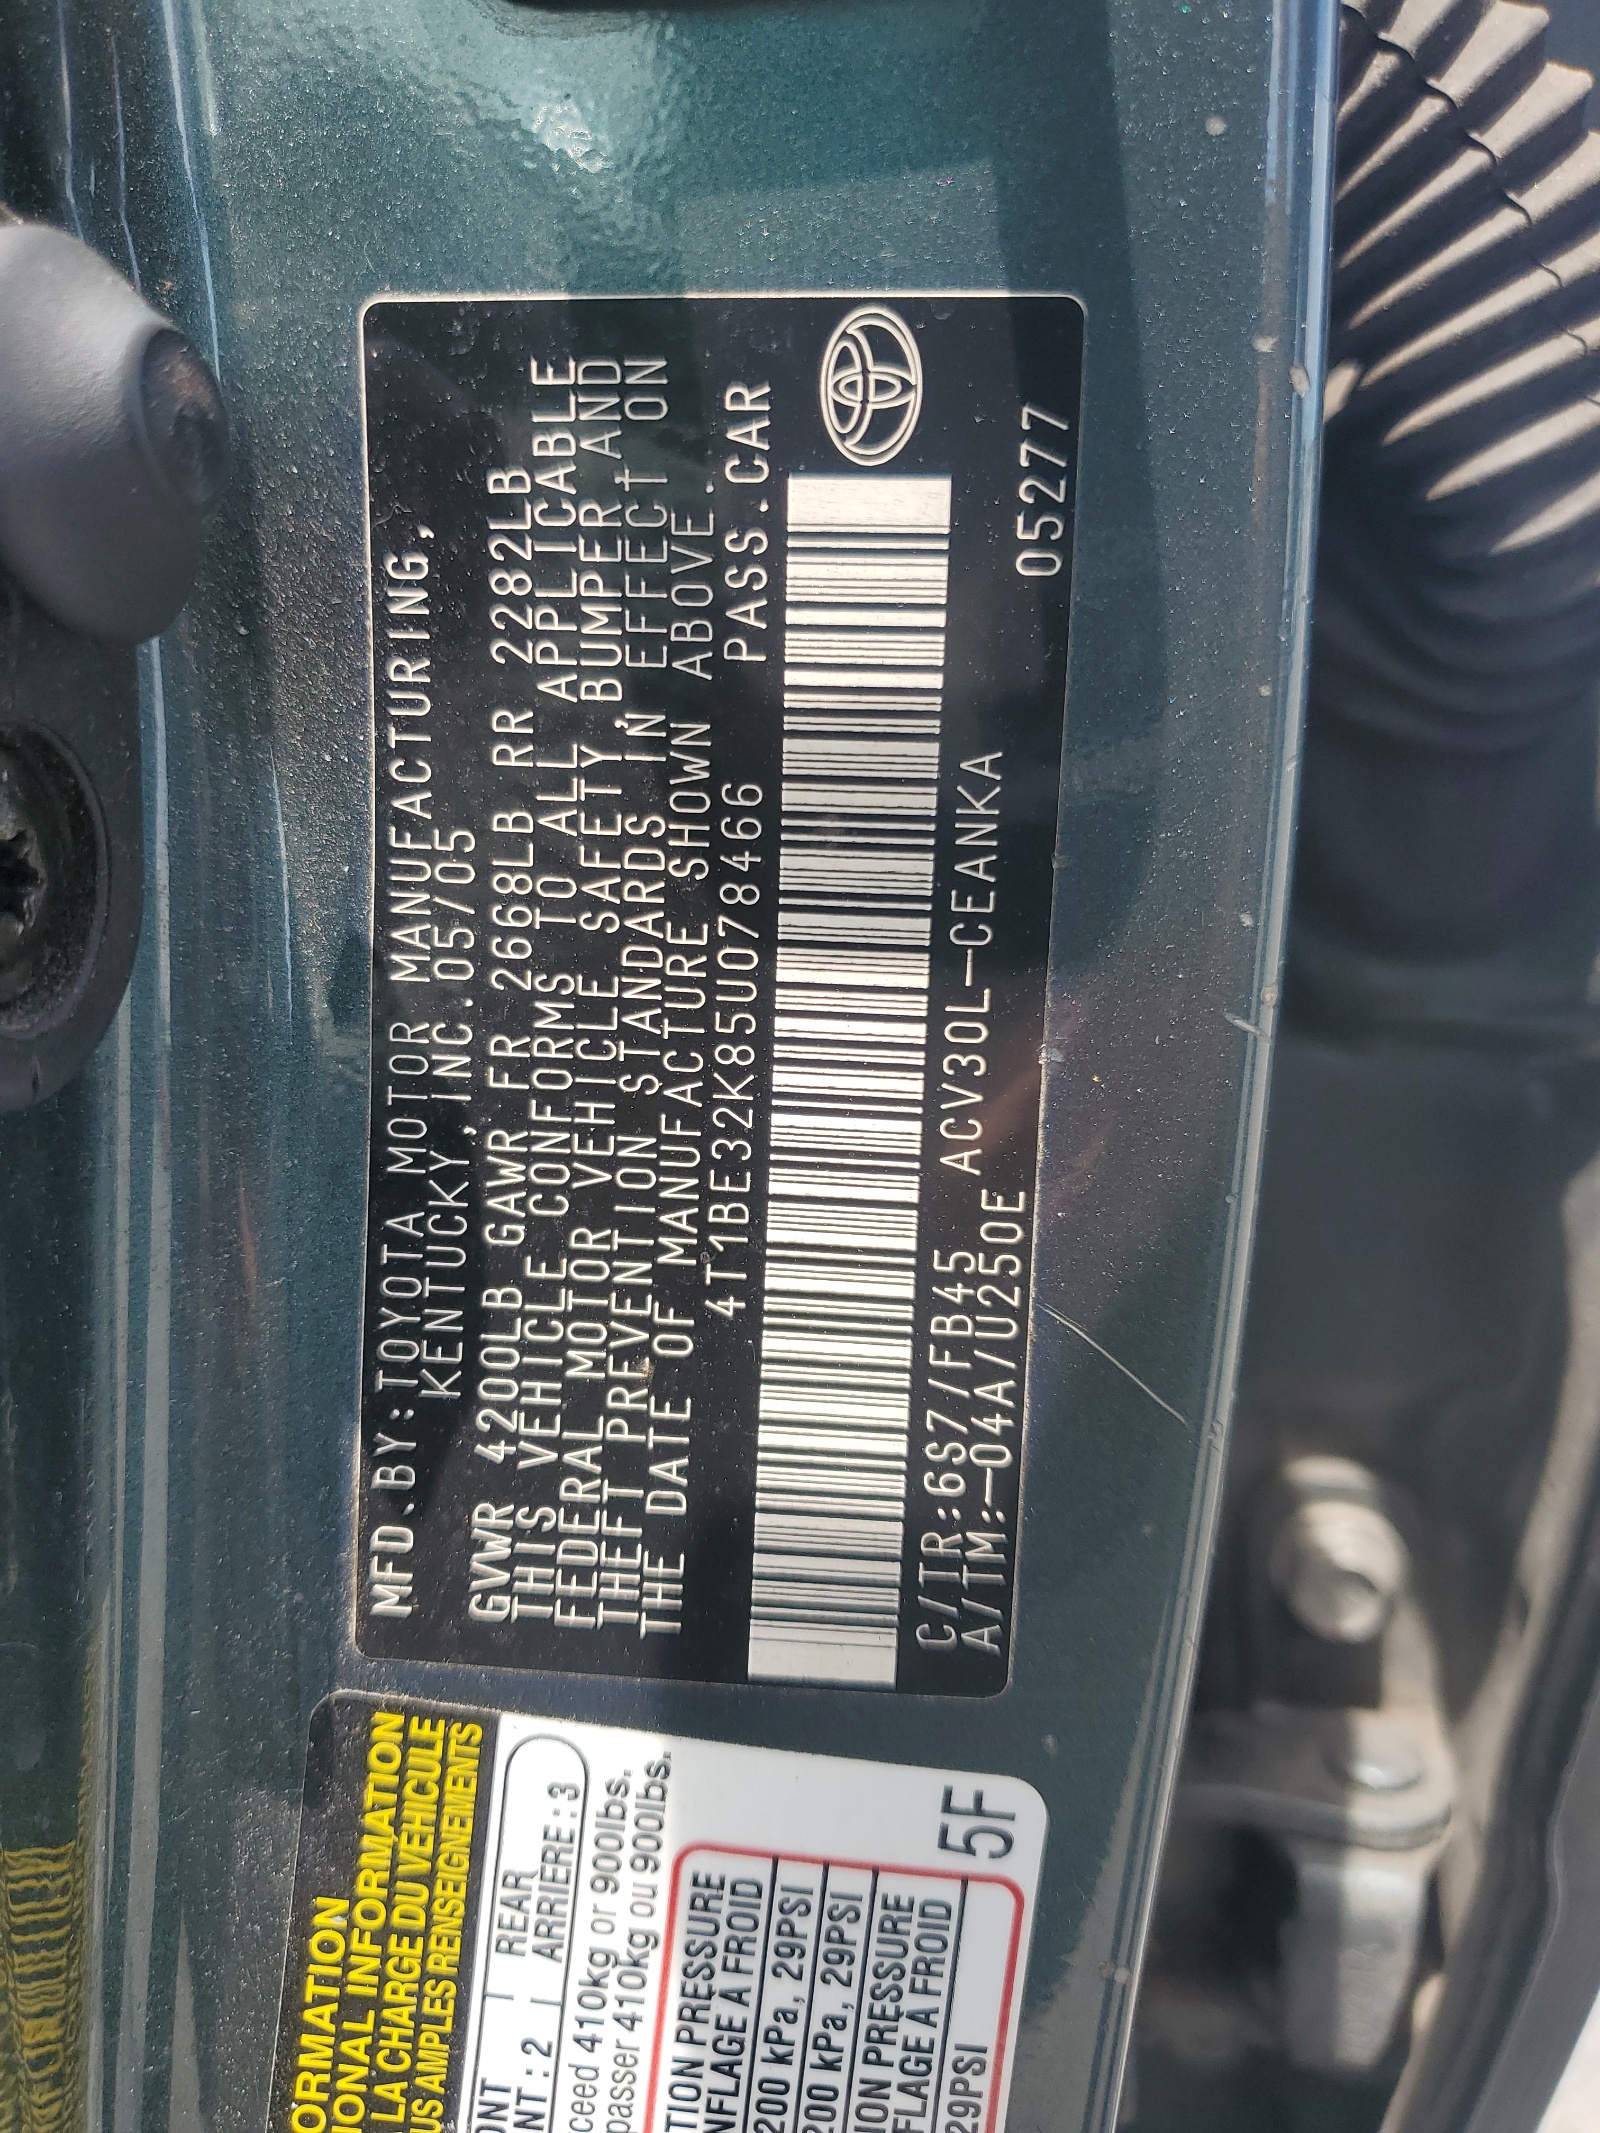 MFD.BY:TOYOTA MOTOR MANUFACTURING,
KENTUCKY, INC.05/05
GVWR 4200LB GAWR FR 2668LB RR 2282LB
THIS VEHICLE CONFORMS TO ALL APPLICABLE
FEDERAL MOTOR VEHICLE SAFETY,BUMPER AND
THEFT PREVENTION STANDARDS IN EFFECT ON
THE DATE OF MANUFACTURE SHOWN ABOVE.
4T1BE32K85U078466 PASS.CAR
C/TR:6S7/FB45 ACV30L-CEANKA
A/TM:-04A/U250E 05277
ORMATION
IONAL INFORMATION
LA CHARGE DU VEHICULE
US AMPLES RENSEIGNEMENTS
ONT | REAR
NT : 2 | ARRIERE : 3
ceed 410kg or 900lbs.
passer 410kg ou 900lbs.
TION PRESSURE
NFLAGE À FROID
200 kPa, 29PSI
200 kPa, 29PSI
ION PRESSURE
FLAGE À FROID
29PSI
5F